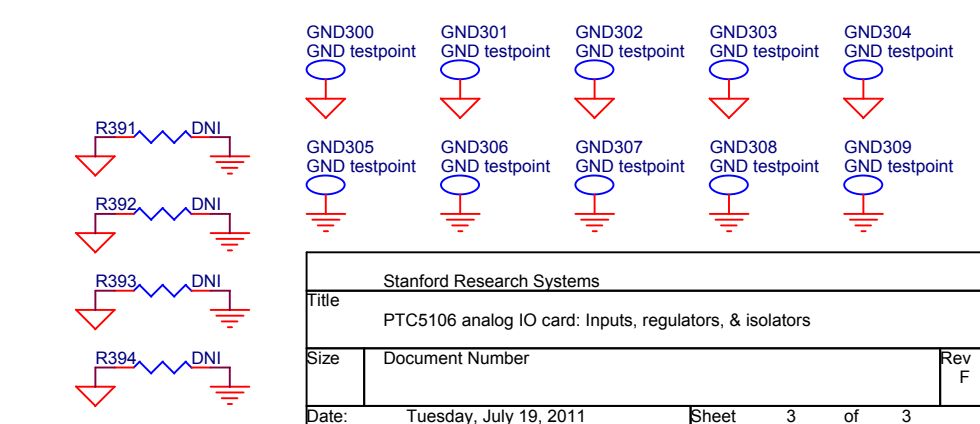 GND300 GND301 GND302 GND303 GND304
GND testpoint GND testpoint GND testpoint GND testpoint GND testpoint
R391 DNI
GND305 GND306 GND307 GND308 GND309
GND testpoint GND testpoint GND testpoint GND testpoint GND testpoint
R392 DNI
R393 DNI
R394 DNI
Stanford Research Systems
Title
PTC5106 analog IO card: Inputs, regulators, & isolators
Size Document Number Rev
F
Date: Tuesday, July 19, 2011 Sheet 3 of 3